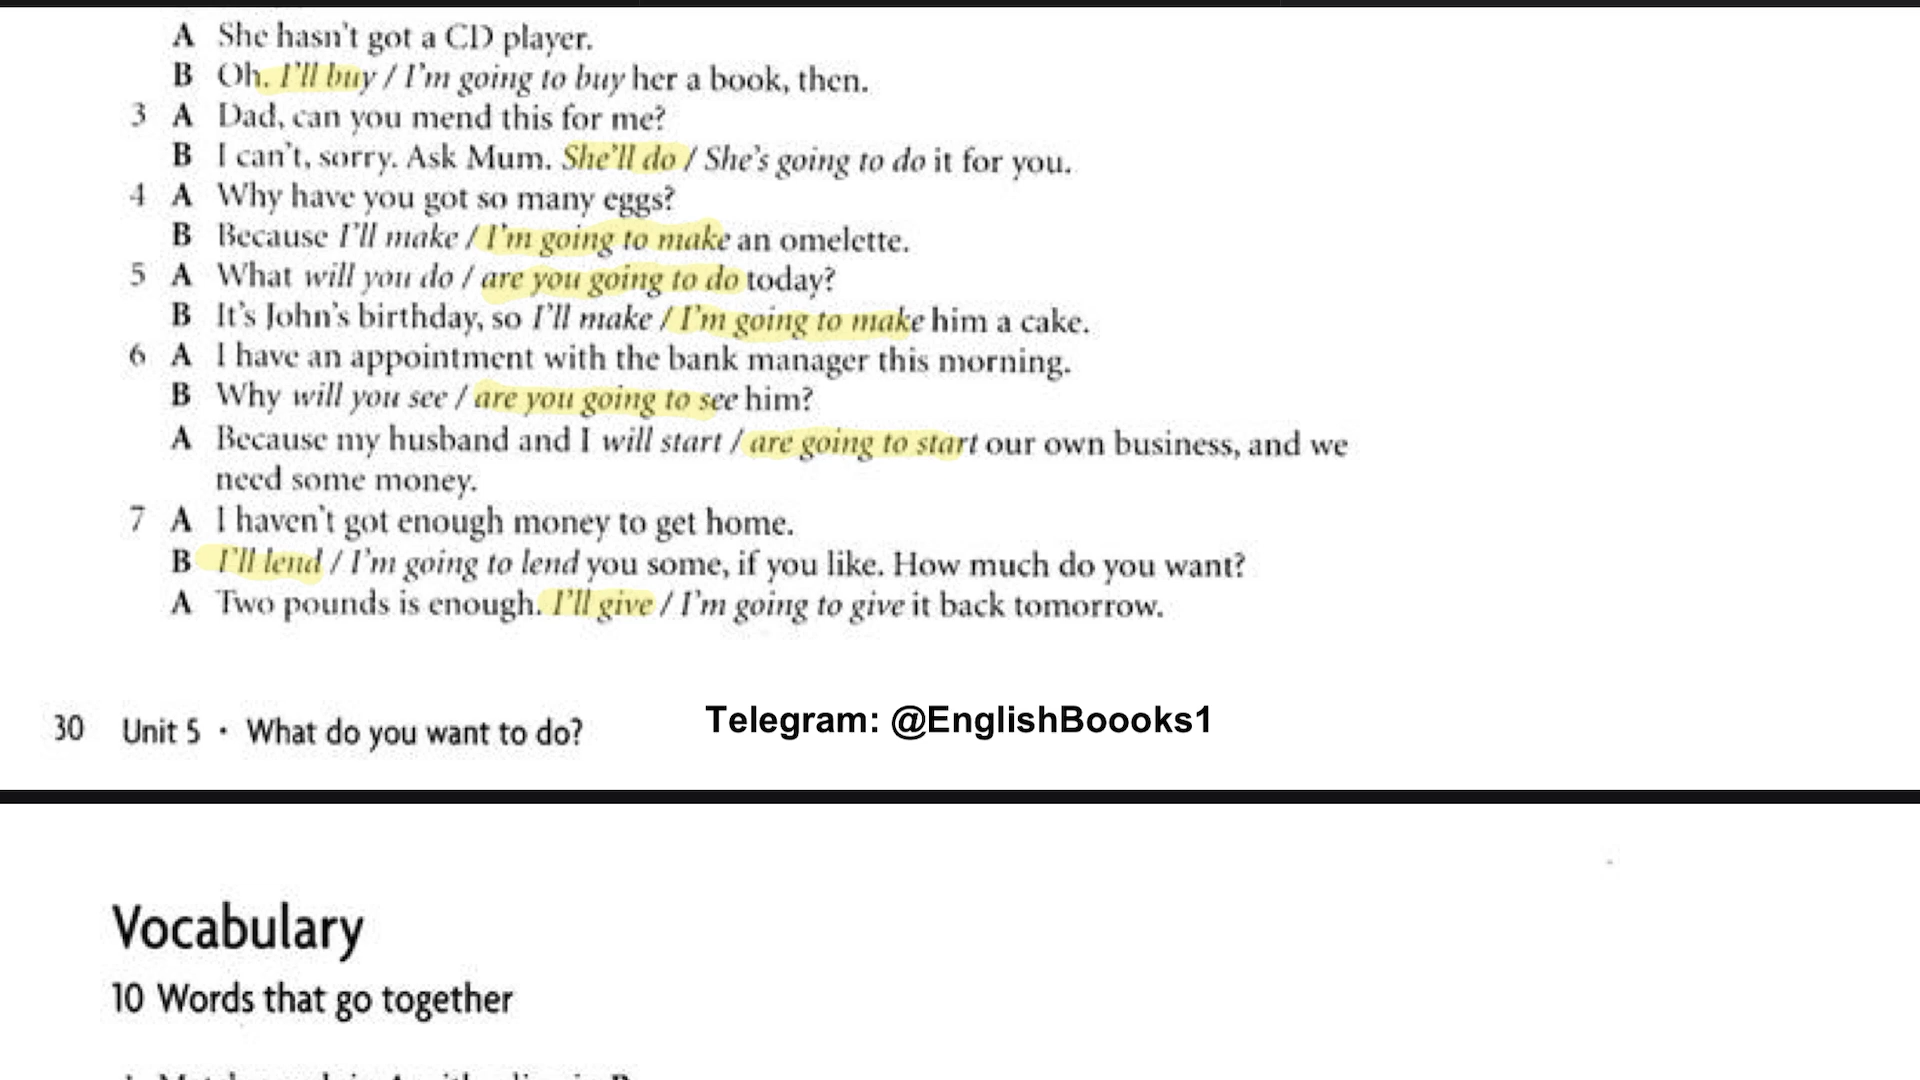 A She hasn't got a CD player.
B Oh. I'll buy / I'm going to buy her a book, then.
3 A Dad, can you mend this for me?
B I can't, sorry. Ask Mum. She'll do / She's going to do it for you.
4 A Why have you got so many eggs?
B Because I'll make / I'm going to make an omelette.
5 A What will you do / are you going to do today?
B It's John's birthday, so I'll make / I'm going to make him a cake.
6 A I have an appointment with the bank manager this morning.
B Why will you see / are you going to see him?
A Because my husband and I will start / are going to start our own business, and we
need some money.
7 A I haven't got enough money to get home.
B I'll lend / I'm going to lend you some, if you like. How much do you want?
A Two pounds is enough. I'll give / I'm going to give it back tomorrow.
30 Unit 5 · What do you want to do?
Telegram: @EnglishBoooks1
Vocabulary
10 Words that go together